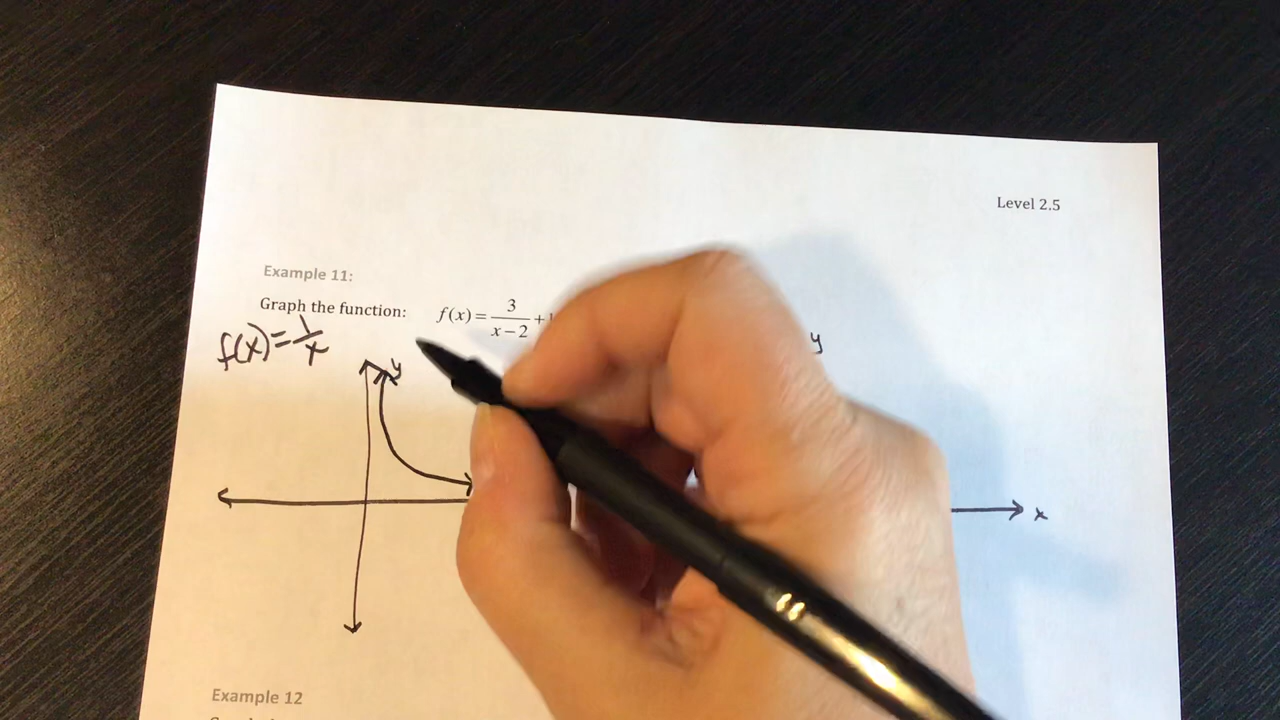 Level 2.5
Example 11:
Graph the function: f(x)=3/(x-2)+
f(x)=1/x
y
y
x
Example 12